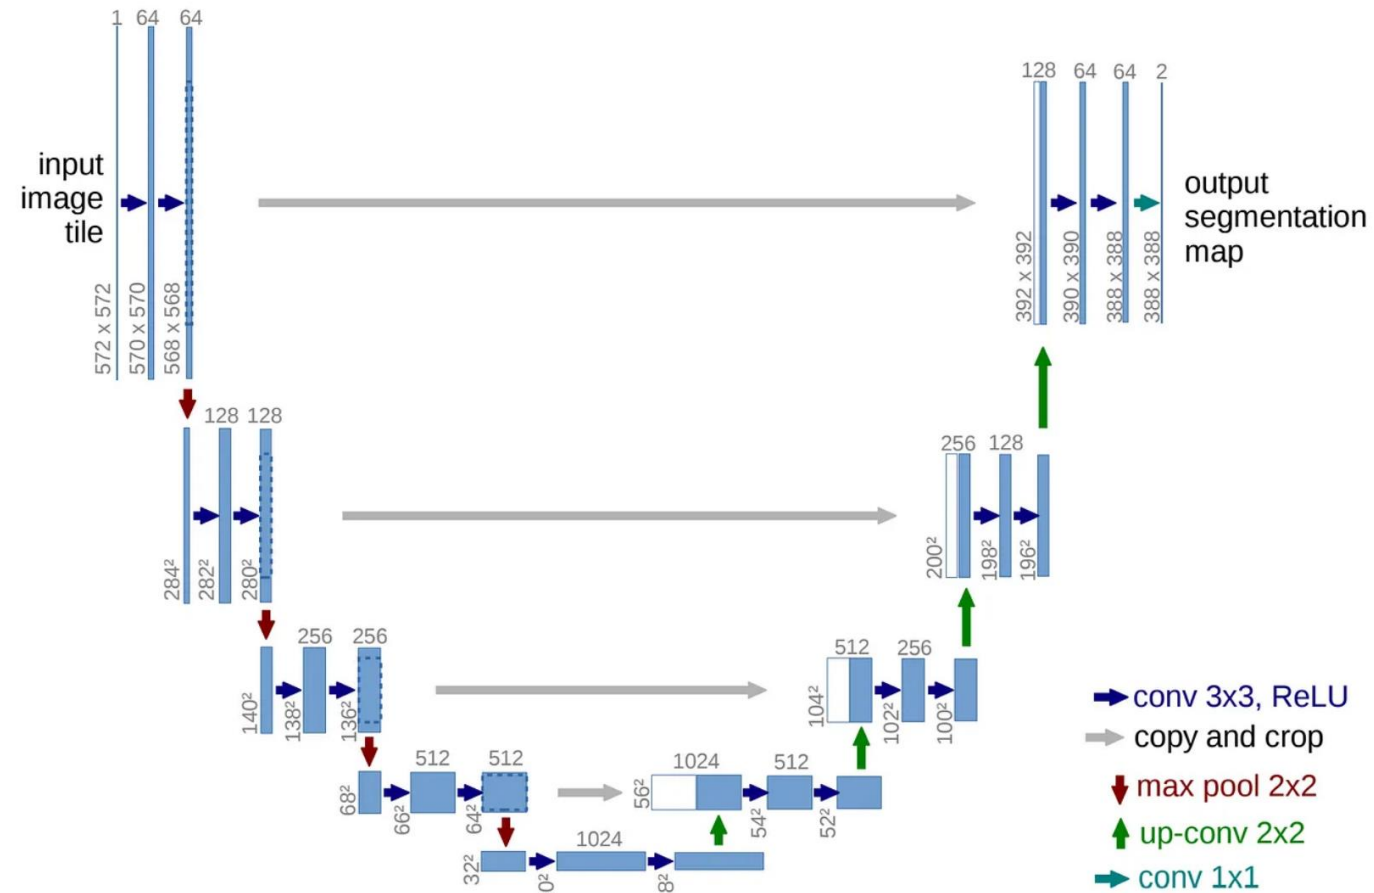 1 64 64
128 64 64 2
input
image
tile
output
segmentation
map
572 x 572
570 x 570
568 x 568
392 x 392
390 x 390
388 x 388
388 x 388
128 128
256 128
284²
282²
280²
200²
198²
196²
256 256
512 256
140²
138²
136²
104²
102²
100²
512 512
1024 512
68²
66²
64²
56²
54²
52²
1024
32²
0²
8²
conv 3x3, ReLU
copy and crop
max pool 2x2
up-conv 2x2
conv 1x1